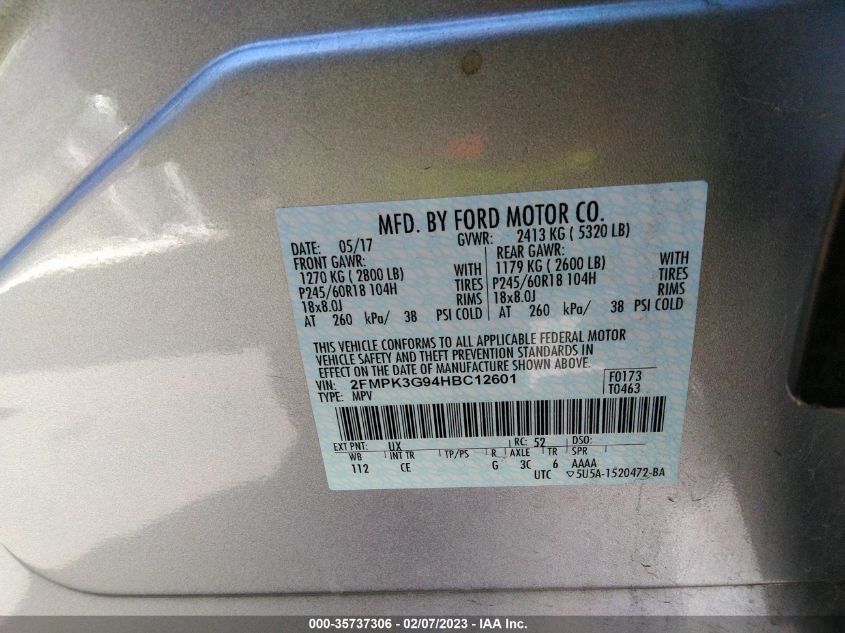 MFD. BY FORD MOTOR CO.
DATE: 05/17 GVWR: 2413 KG ( 5320 LB)
FRONT GAWR: REAR GAWR:
1270 KG ( 2800 LB) WITH 1179 KG ( 2600 LB) WITH
P245/60R18 104H TIRES P245/60R18 104H TIRES
18x8.0J RIMS 18x8.0J RIMS
AT 260 kPa/ 38 PSI COLD AT 260 kPa/ 38 PSI COLD
THIS VEHICLE CONFORMS TO ALL APPLICABLE FEDERAL MOTOR
VEHICLE SAFETY AND THEFT PREVENTION STANDARDS IN
EFFECT ON THE DATE OF MANUFACTURE SHOWN ABOVE.
VIN: 2FMPK3G94HBC12601 F0173
TYPE: MPV T0463
EXT PNT: UX RC: 52 DSO:
WB INT TR TP/PS R AXLE TR SPR
112 CE G 3C 6 AAAA
UTC ▽5U5A-1520472-BA
000-35737306 - 02/07/2023 - IAA Inc.